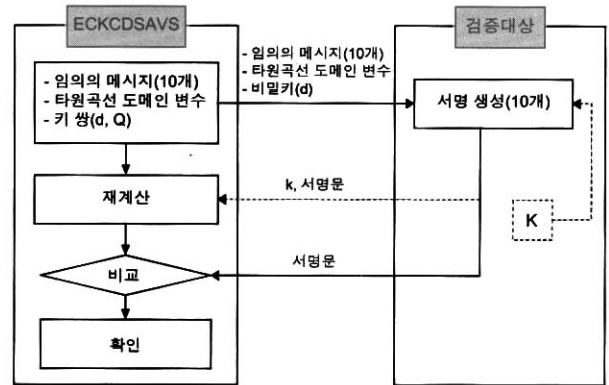 ECKCDSAVS
검증대상
- 임의의 메시지(10개)
- 타원곡선 도메인 변수
- 키 쌍(d, Q)
- 임의의 메시지(10개)
- 타원곡선 도메인 변수
- 비밀키(d)
서명 생성(10개)
재계산
k, 서명문
K
비교
서명문
확인